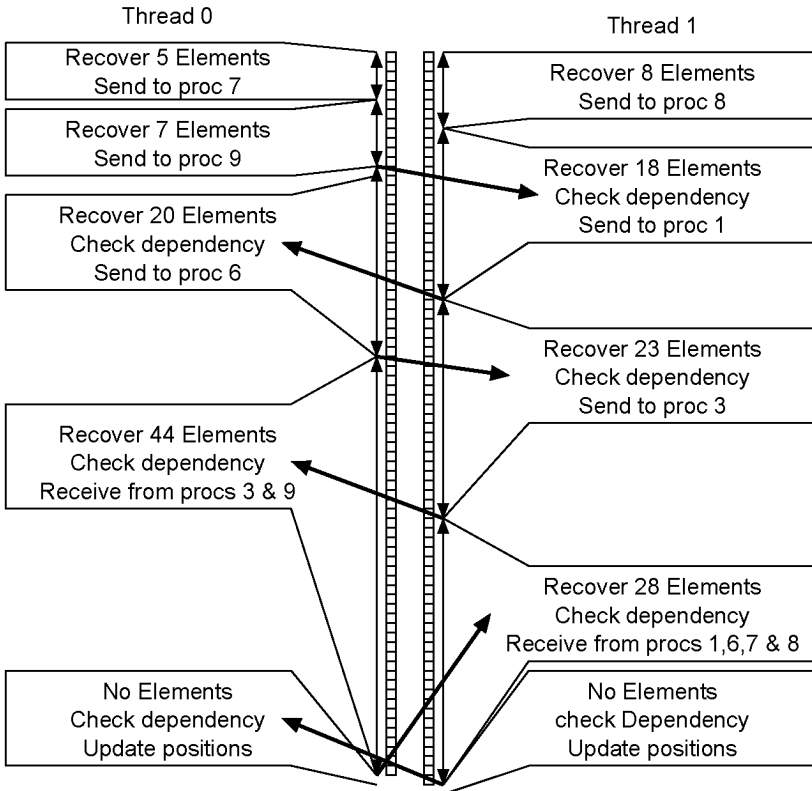 Thread 0
Recover 5 Elements
Send to proc 7
Recover 7 Elements
Send to proc 9
Recover 20 Elements
Check dependency
Send to proc 6
Recover 44 Elements
Check dependency
Receive from procs 3 & 9
No Elements
Check dependency
Update positions
Thread 1
Recover 8 Elements
Send to proc 8
Recover 18 Elements
Check dependency
Send to proc 1
Recover 23 Elements
Check dependency
Send to proc 3
Recover 28 Elements
Check dependency
Receive from procs 1,6,7 & 8
No Elements
check Dependency
Update positions